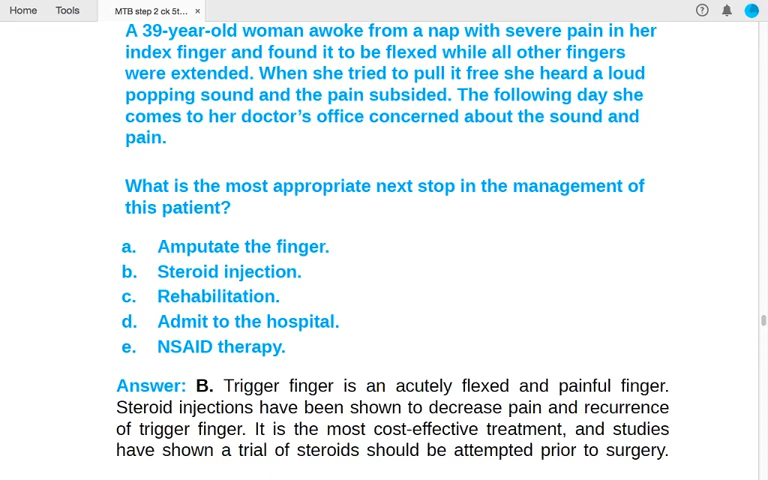 Home Tools MTB step 2 ck 5t... ×
A 39-year-old woman awoke from a nap with severe pain in her
index finger and found it to be flexed while all other fingers
were extended. When she tried to pull it free she heard a loud
popping sound and the pain subsided. The following day she
comes to her doctor’s office concerned about the sound and
pain.
What is the most appropriate next stop in the management of
this patient?
a. Amputate the finger.
b. Steroid injection.
c. Rehabilitation.
d. Admit to the hospital.
e. NSAID therapy.
Answer: B. Trigger finger is an acutely flexed and painful finger.
Steroid injections have been shown to decrease pain and recurrence
of trigger finger. It is the most cost-effective treatment, and studies
have shown a trial of steroids should be attempted prior to surgery.